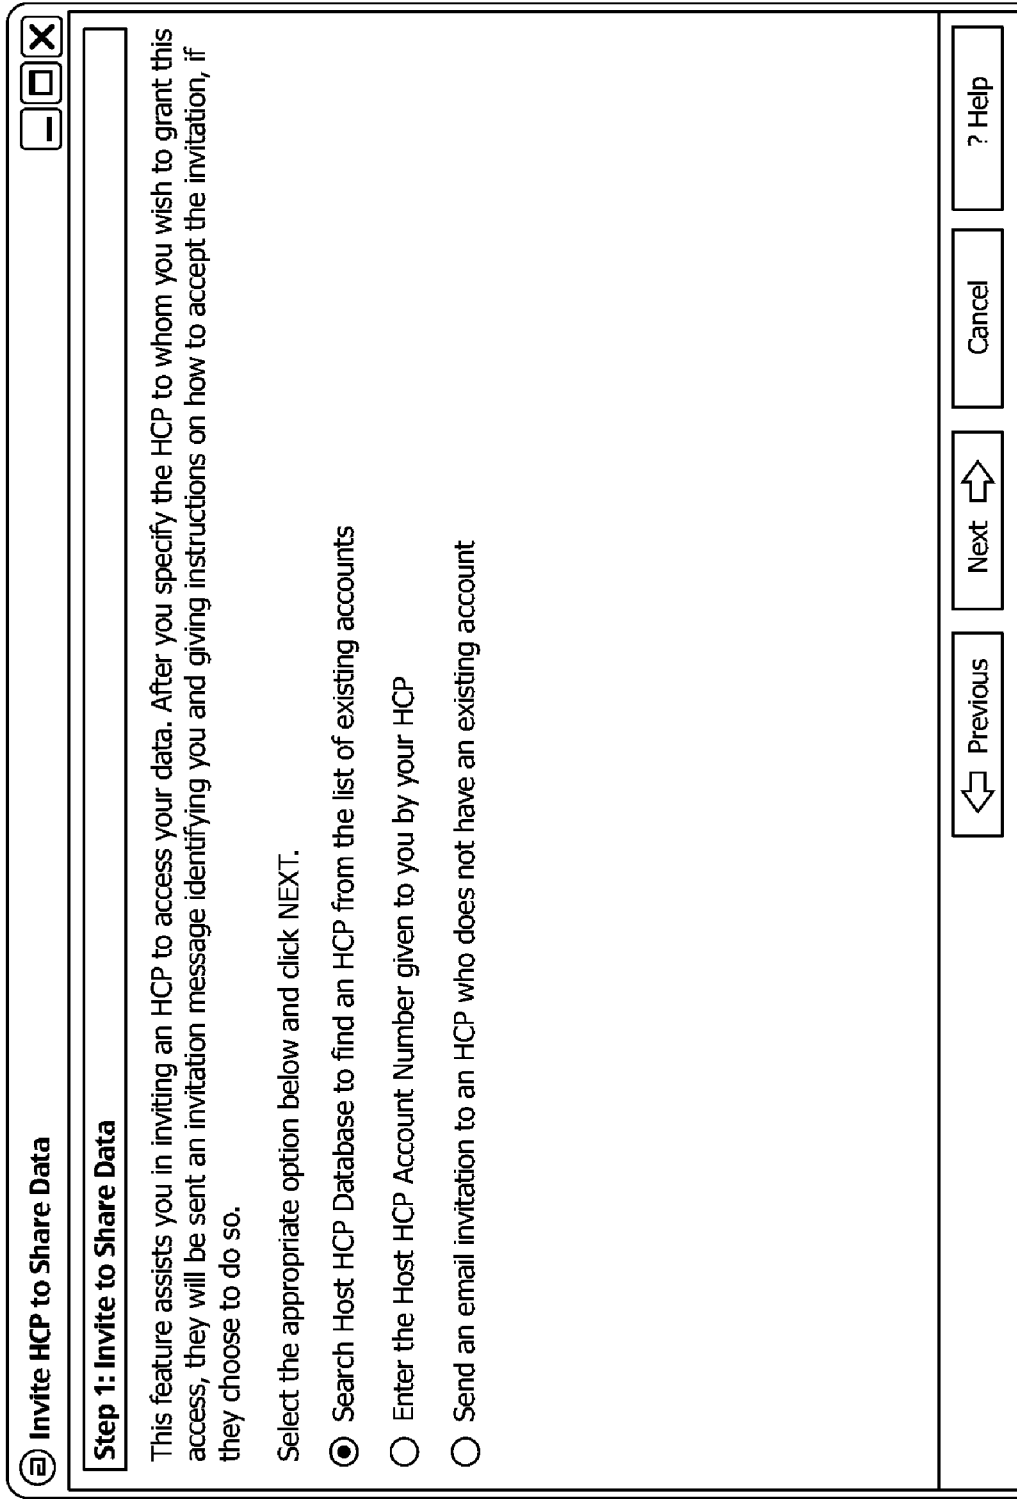 Invite HCP to Share Data
Step 1: Invite to Share Data
This feature assists you in inviting an HCP to access your data. After you specify the HCP to whom you wish to grant this
access, they will be sent an invitation message identifying you and giving instructions on how to accept the invitation, if
they choose to do so.
Select the appropriate option below and click NEXT.
Search Host HCP Database to find an HCP from the list of existing accounts
Enter the Host HCP Account Number given to you by your HCP
Send an email invitation to an HCP who does not have an existing account
Previous
Next
Cancel
? Help